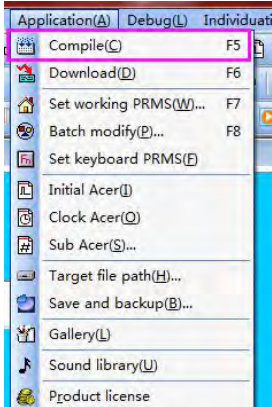 Application(A) Debug(L) Individuati
Compile(C) F5
Download(D) F6
Set working PRMS(W)... F7
Batch modify(P)... F8
Fn Set keyboard PRMS(F)
Initial Acer(I)
Clock Acer(O)
Sub Acer(S)...
Target file path(H)...
Save and backup(B)...
Gallery(L)
Sound library(U)
Product license